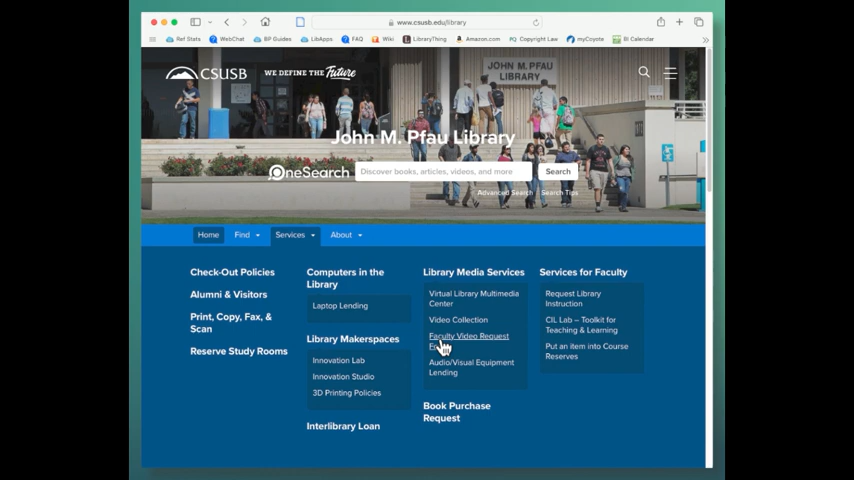 www.csusb.edu/library
Ref Stats WebChat BP Guides LibApps FAQ Wiki LibraryThing Amazon.com Copyright Law myCoyote BI Calendar
CSUSB WE DEFINE THE Future
JOHN M. PFAU
LIBRARY
John M. Pfau Library
OneSearch Discover books, articles, videos, and more Search
Advanced Search Search Tips
Home Find Services About
Check-Out Policies
Alumni & Visitors
Print, Copy, Fax, &
Scan
Reserve Study Rooms
Computers in the
Library
Laptop Lending
Library Makerspaces
Innovation Lab
Innovation Studio
3D Printing Policies
Interlibrary Loan
Library Media Services
Virtual Library Multimedia
Center
Video Collection
Faculty Video Request
Audio/Visual Equipment
Lending
Book Purchase
Request
Services for Faculty
Request Library
Instruction
CIL Lab – Toolkit for
Teaching & Learning
Put an item into Course
Reserves